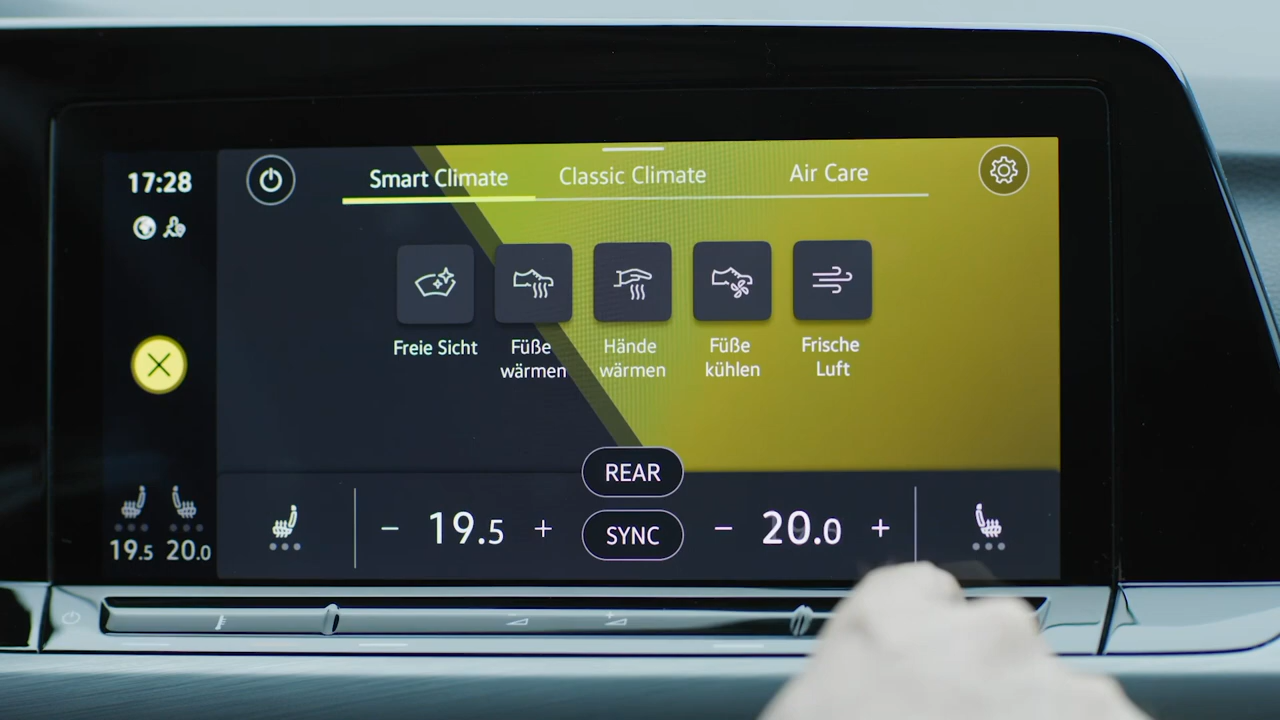 17:28
Smart Climate
Classic Climate
Air Care
Freie Sicht
Füße
wärmen
Hände
wärmen
Füße
kühlen
Frische
Luft
REAR
SYNC
− 19.5 +
− 20.0 +
19.5 20.0